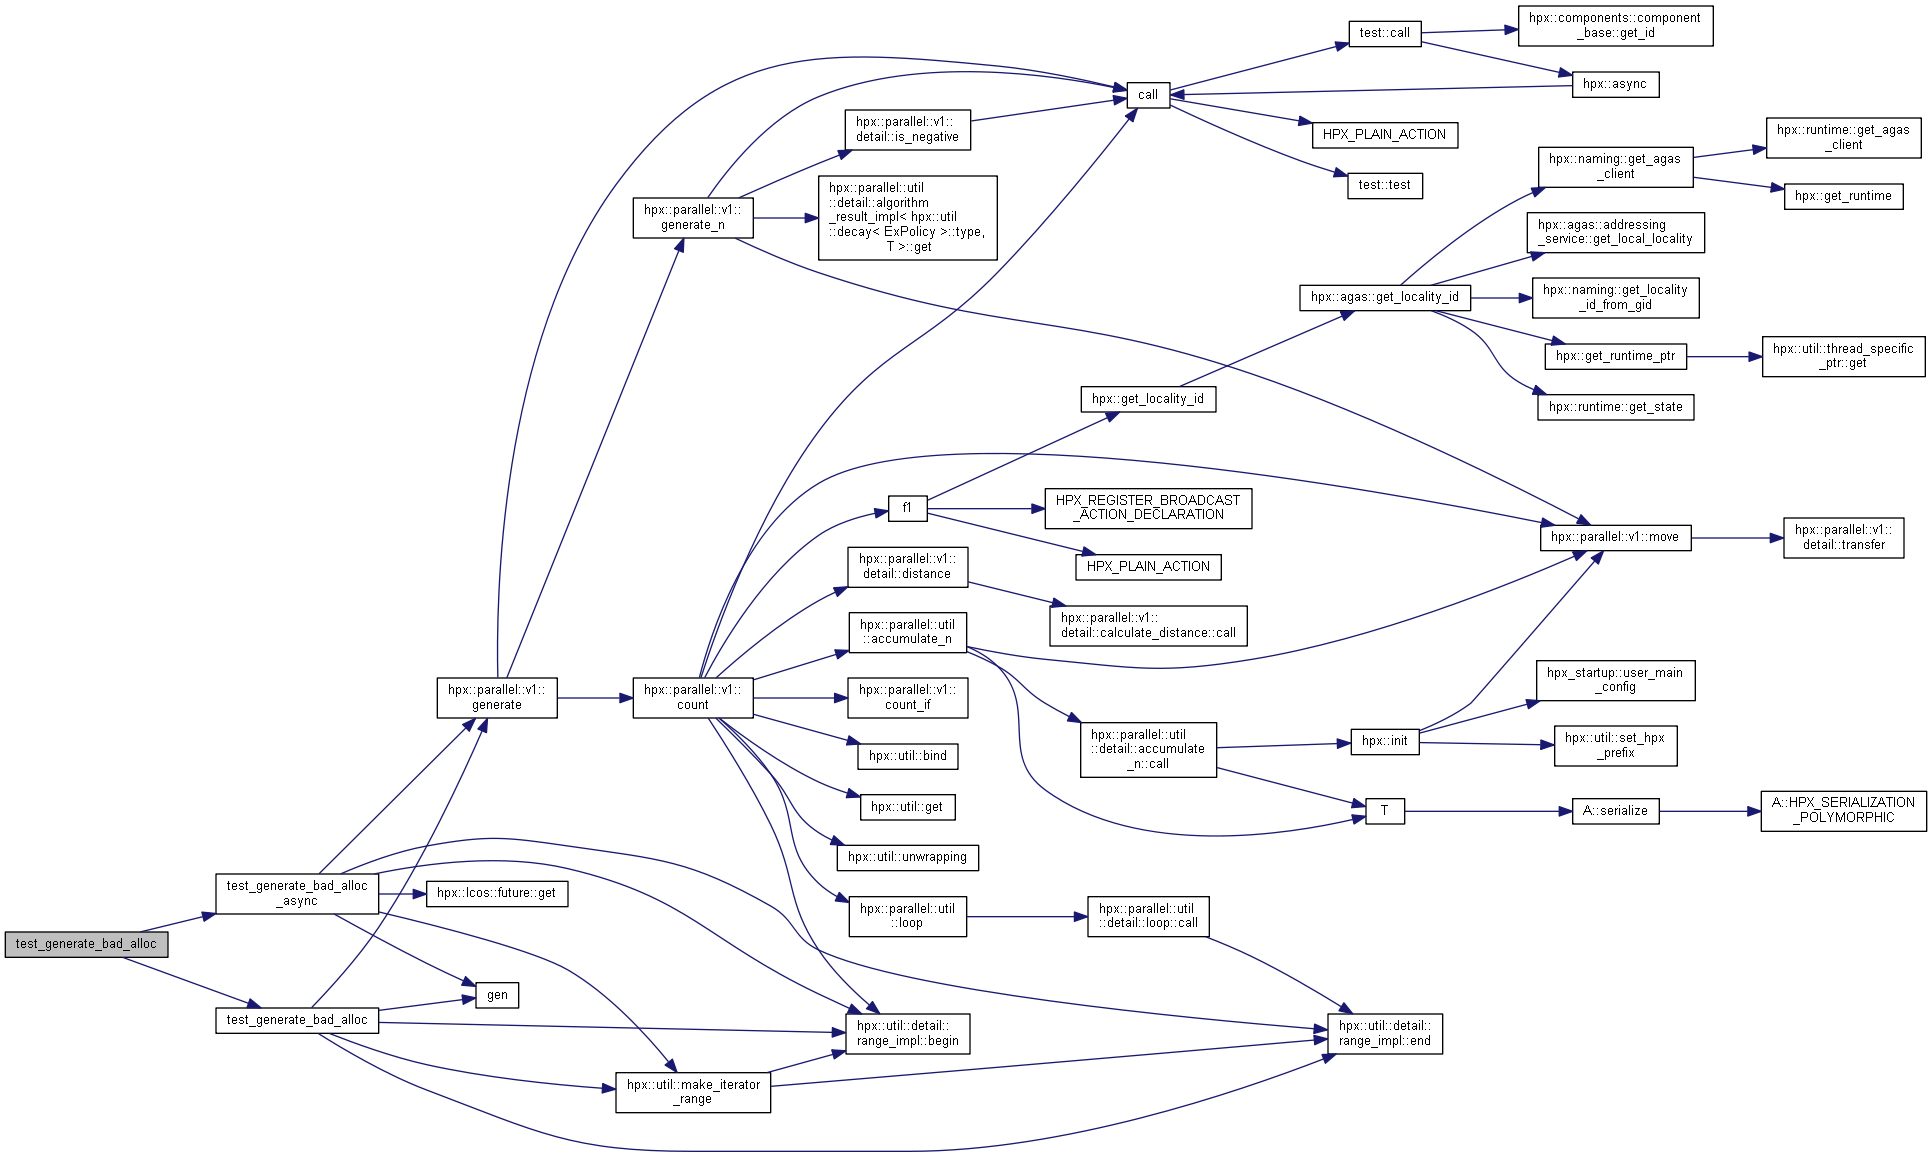 test_generate_bad_alloc
test_generate_bad_alloc
_async
test_generate_bad_alloc
hpx::parallel::v1::
generate
hpx::lcos::future::get
gen
hpx::util::make_iterator
_range
hpx::parallel::v1::
generate_n
hpx::parallel::v1::
count
hpx::parallel::v1::
detail::is_negative
hpx::parallel::util
::detail::algorithm
_result_impl< hpx::util
::decay< ExPolicy >::type,
T >::get
f1
hpx::parallel::v1::
detail::distance
hpx::parallel::util
::accumulate_n
hpx::parallel::v1::
count_if
hpx::util::bind
hpx::util::get
hpx::util::unwrapping
hpx::parallel::util
::loop
hpx::util::detail::
range_impl::begin
call
hpx::get_locality_id
HPX_REGISTER_BROADCAST
_ACTION_DECLARATION
HPX_PLAIN_ACTION
hpx::parallel::v1::
detail::calculate_distance::call
hpx::parallel::util
::detail::accumulate
_n::call
hpx::parallel::util
::detail::loop::call
test::call
HPX_PLAIN_ACTION
test::test
hpx::agas::get_locality_id
hpx::init
T
hpx::util::detail::
range_impl::end
hpx::components::component
_base::get_id
hpx::async
hpx::naming::get_agas
_client
hpx::agas::addressing
_service::get_local_locality
hpx::naming::get_locality
_id_from_gid
hpx::get_runtime_ptr
hpx::runtime::get_state
hpx::parallel::v1::move
hpx_startup::user_main
_config
hpx::util::set_hpx
_prefix
A::serialize
hpx::runtime::get_agas
_client
hpx::get_runtime
hpx::util::thread_specific
_ptr::get
hpx::parallel::v1::
detail::transfer
A::HPX_SERIALIZATION
_POLYMORPHIC